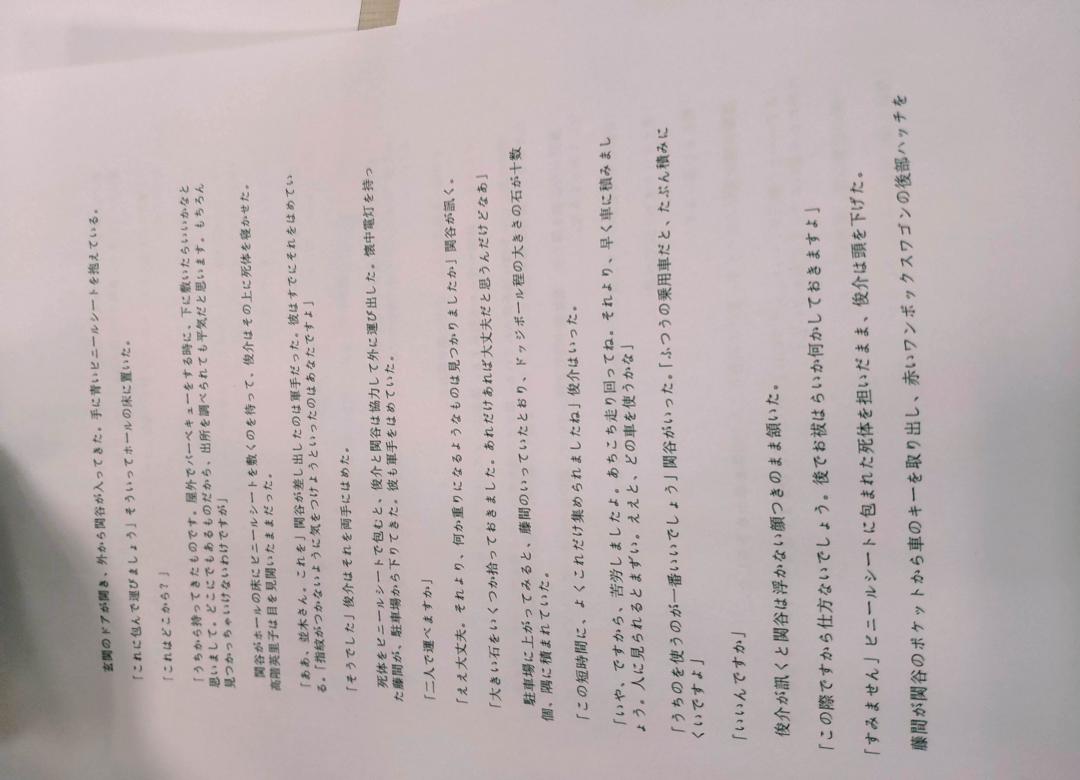 玄関のドアが開き、外から関谷が入ってきた。手に青いビニールシートを抱えている。
「これに包んで運びましょう」そういってホールの床に置いた。
「これはどこから？」
「うちから持ってきたものです。屋外でバーベキューをする時に、下に敷いたらいいかなと
思いまして。どこにでもあるものだから、出所を調べられても平気だと思います。もちろん
見つかっちゃいけないわけですが」
関谷がホールの床にビニールシートを敷くのを待って、俊介はその上に死体を寝かせた。
高階英里子は目を見開いたままだった。
「ああ、並木さん。これを」関谷が差し出したのは軍手だった。彼はすでにそれをはめてい
る。「指紋がつかないように気をつけようといったのはあなたですよ」
「そうでした」俊介はそれを両手にはめた。
死体をビニールシートで包むと、俊介と関谷は協力して外に運び出した。懐中電灯を持っ
た藤間が、駐車場から下りてきた。彼も軍手をはめていた。
「二人で運べますか」
「ええ大丈夫。それより、何か重りになるようなものは見つかりましたか」関谷が訊く。
「大きい石をいくつか拾っておきました。あれだけあれば大丈夫だと思うんだけどなあ」
駐車場に上がってみると、藤間のいっていたとおり、ドッジボール程の大きさの石が十数
個、隅に積まれていた。
「この短時間に、よくこれだけ集められましたね」俊介はいった。
「いや、ですから、苦労しましたよ。あちこち走り回ってね。それより、早く車に積みまし
ょう。人に見られるとまずい。ええと、どの車を使うかな」
「うちのを使うのが一番いいでしょう」関谷がいった。「ふつうの乗用車だと、たぶん積みに
くいですよ」
「いいんですか」
俊介が訊くと関谷は浮かない顔つきのまま頷いた。
「この際ですから仕方ないでしょう。後でお祓はらいか何かしておきますよ」
「すみません」ビニールシートに包まれた死体を担いだまま、俊介は頭を下げた。
藤間が関谷のポケットから車のキーを取り出し、赤いワンボックスワゴンの後部ハッチを